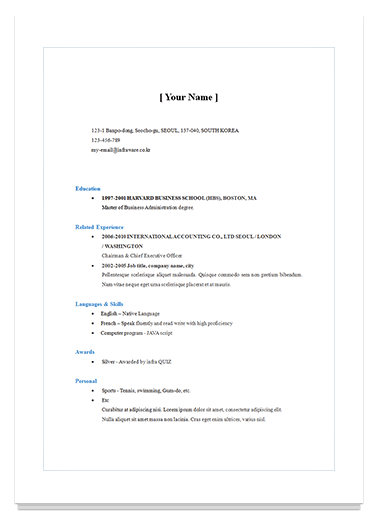 [ Your Name ]
123-1 Banpo-dong, Seocho-gu, SEOUL, 137-040, SOUTH KOREA
123-456-789
my-email@infraware.co.kr
Education
• 1997-2001 HARVARD BUSINESS SCHOOL (HBS), BOSTON, MA
Master of Business Administration degree
Related Experience
• 2006-2010 INTERNATIONAL ACCOUNTING CO., LTD SEOUL / LONDON
/ WASHINGTON
Chairman & Chief Executive Officer
• 2002-2005 Job title, company name, city
Pellentesque scelerisque aliquet malesuada. Quisque commodo sem non pretium bibendum.
Nam vitae neque eget urna scelerisque placerat et at mauris.
Languages & Skills
• English – Native Language
• French – Speak fluently and read write with high proficiency
• Computer program - JAVA script
Awards
• Silver - Awarded by infra QUIZ
Personal
• Sports - Tennis, swimming, Gum-do, etc.
• Etc
Curabitur at adipiscing nisi. Lorem ipsum dolor sit amet, consectetur adipiscing elit.
Nulla aliquet sit amet massa non lacinia. Cras eget enim ultrices, varius nisl.